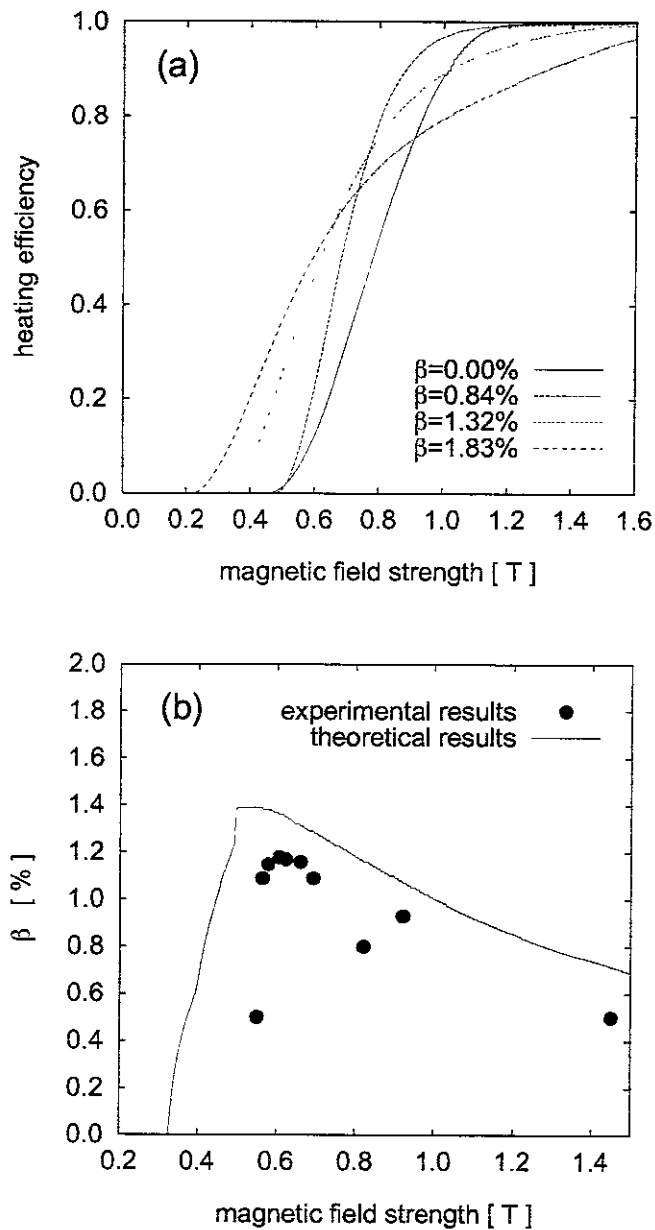 (a)
1.0
0.8
0.6
0.4
0.2
0.0
heating efficiency
β=0.00%
β=0.84%
β=1.32%
β=1.83%
0.0 0.2 0.4 0.6 0.8 1.0 1.2 1.4 1.6
magnetic field strength [ T ]
(b)
experimental results
theoretical results
2.0
1.8
1.6
1.4
1.2
1.0
0.8
0.6
0.4
0.2
0.0
β [ % ]
0.2 0.4 0.6 0.8 1.0 1.2 1.4
magnetic field strength [ T ]